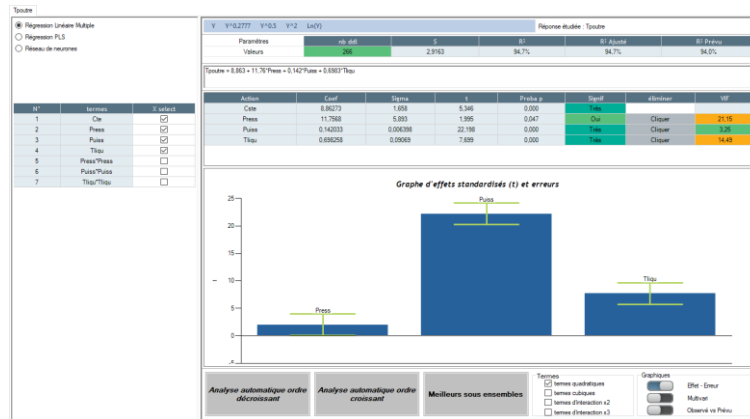 Tpoutre
Régression Linéaire Multiple
Régression PLS
Réseau de neurones
Y Y^0.2777 Y^0.5 Y^2 Ln(Y) Réponse étudiée : Tpoutre
Paramètres nb ddl S R² R² Ajusté R² Prévu
Valeurs 266 2,9163 94,7% 94,7% 94,0%
Tpoutre = 8,863 + 11,76*Press + 0,142*Puiss + 0,6983*Tliqu
N° termes X select
1 Cte
2 Press
3 Puiss
4 Tliqu
5 Press*Press
6 Puiss*Puiss
7 Tliqu*Tliqu
Action Coef Sigma t Proba p Signif éliminer VIF
Cste 8,86273 1,658 5,346 0,000 Très
Press 11,7568 5,893 1,995 0,047 Oui Cliquer 21,15
Puiss 0,142033 0,006398 22,198 0,000 Très Cliquer 3,26
Tliqu 0,698258 0,09069 7,699 0,000 Très Cliquer 14,49
Graphe d'effets standardisés (t) et erreurs
25
20
15
10
5
0
-5
t
Press
Puiss
Tliqu
Analyse automatique ordre décroissant
Analyse automatique ordre croissant
Meilleurs sous ensembles
Termes
termes quadratiques
termes cubiques
termes d'interaction x2
termes d'interaction x3
Graphiques
Effet - Erreur
Multivari
Observé vs Prévu